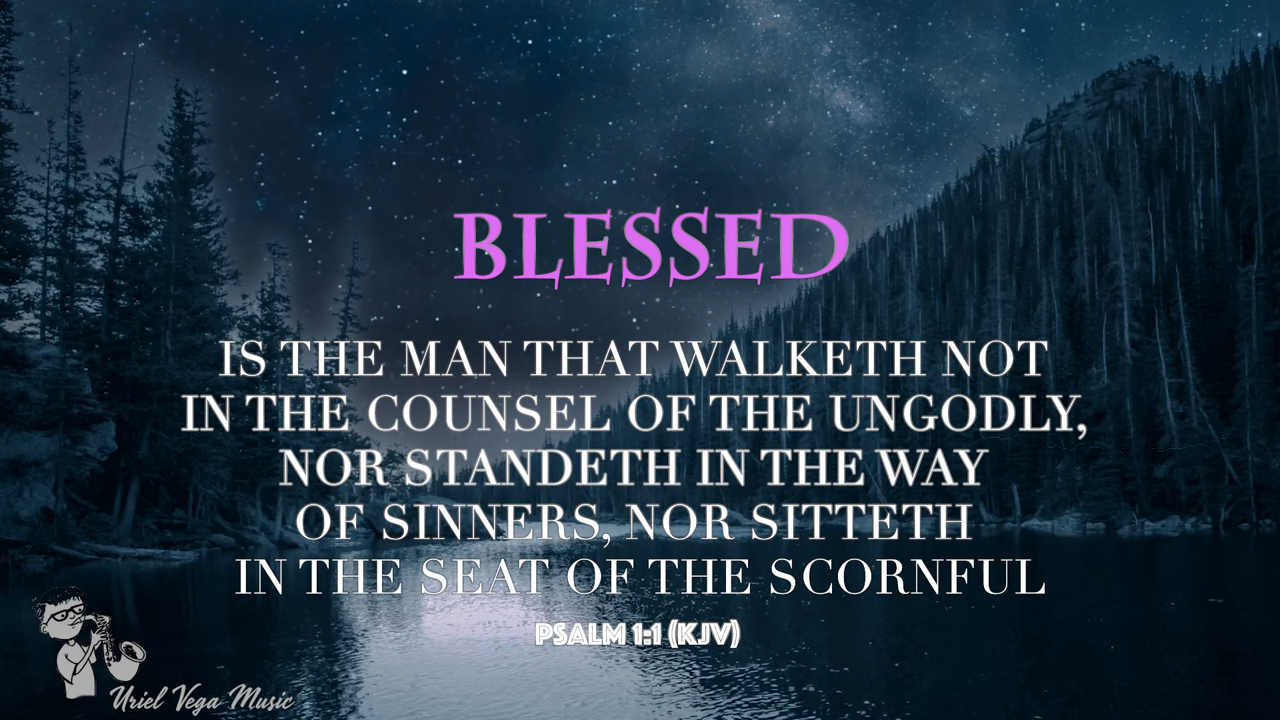 BLESSED
IS THE MAN THAT WALKETH NOT
IN THE COUNSEL OF THE UNGODLY,
NOR STANDETH IN THE WAY
OF SINNERS, NOR SITTETH
IN THE SEAT OF THE SCORNFUL
PSALM 1:1 (KJV)
Uriel Vega Music